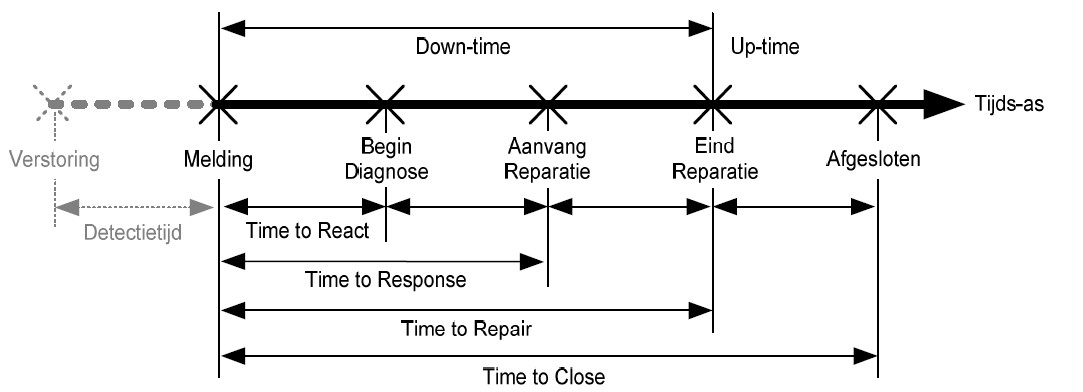 Down-time
Up-time
Tijds-as
Verstoring
Melding
Begin
Diagnose
Aanvang
Reparatie
Eind
Reparatie
Afgesloten
Detectietijd
Time to React
Time to Response
Time to Repair
Time to Close